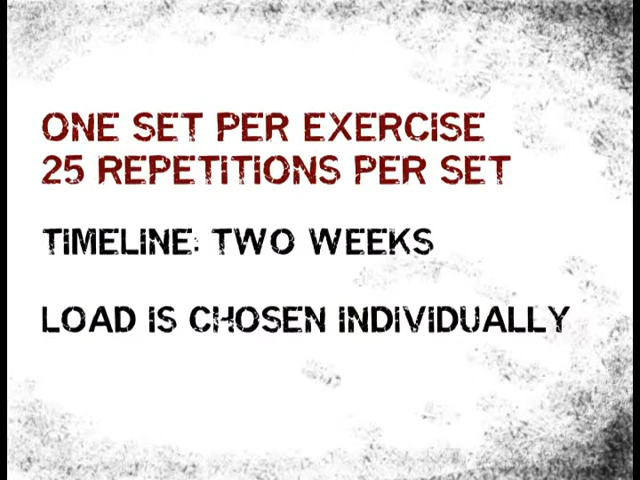 ONE SET PER EXERCISE
25 REPETITIONS PER SET
TIMELINE: TWO WEEKS
LOAD IS CHOSEN INDIVIDUALLY